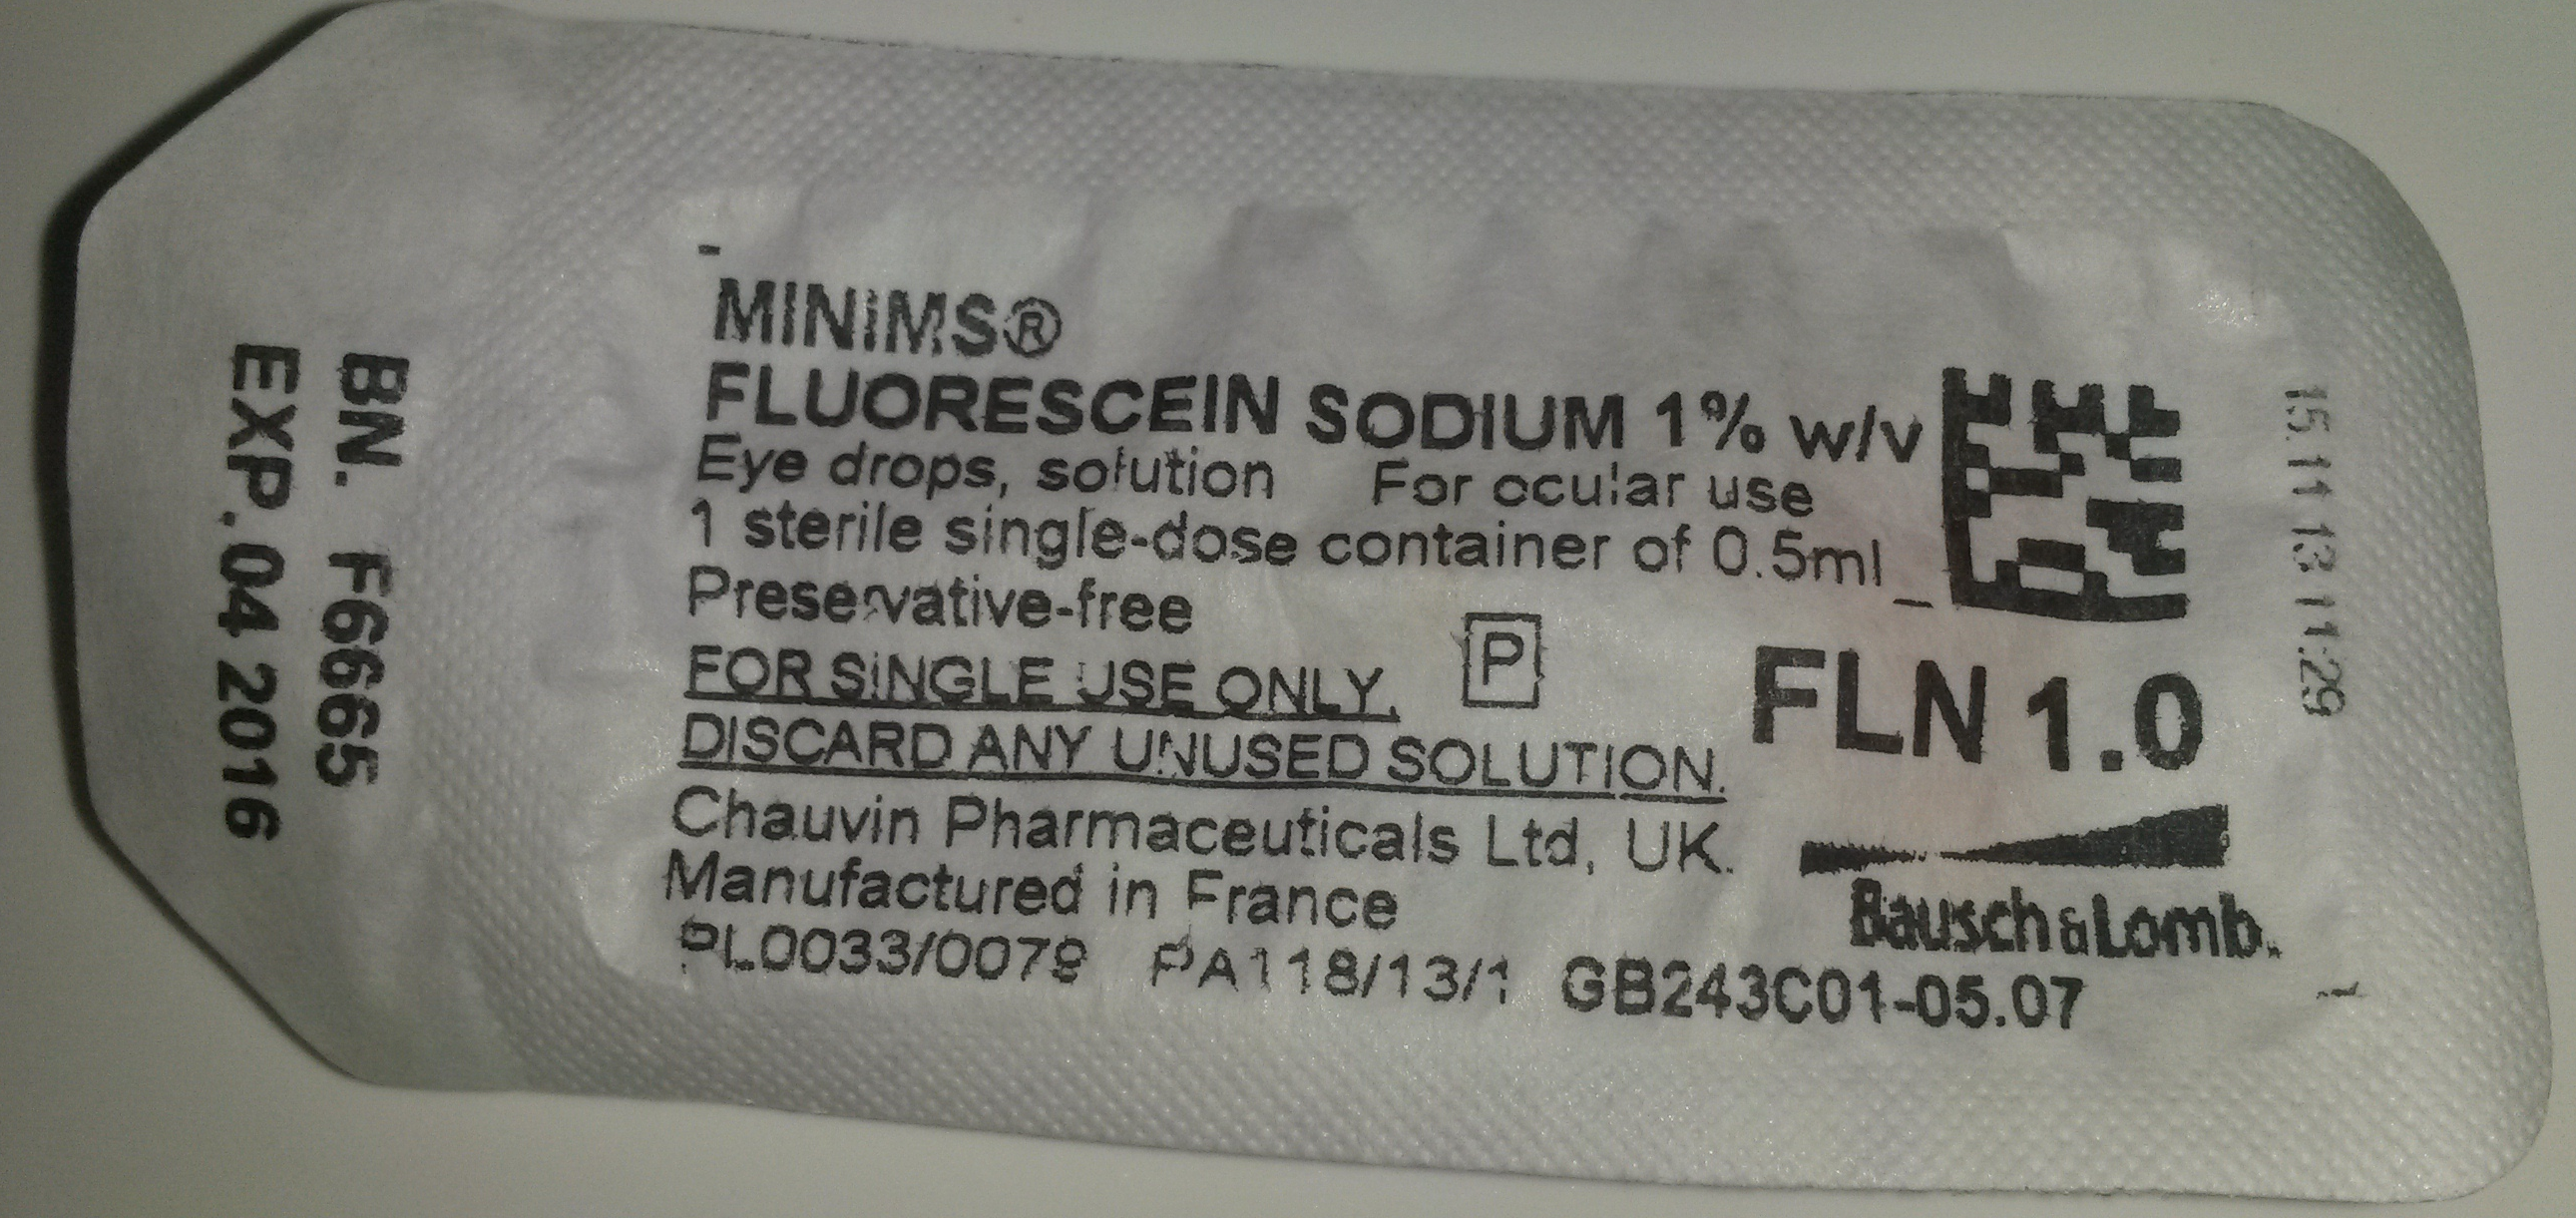 MINIMS®
FLUORESCEIN SODIUM 1% w/v
Eye drops, solution For ocular use
1 sterile single-dose container of 0.5ml
Preservative-free
FOR SINGLE USE ONLY.
P
DISCARD ANY UNUSED SOLUTION.
FLN 1.0
Chauvin Pharmaceuticals Ltd, UK.
Manufactured in France
Bausch & Lomb.
PL0033/0079 PA118/13/1 GB243C01-05.07
BN. F6665
EXP. 04 2016
15.11 13 11:29